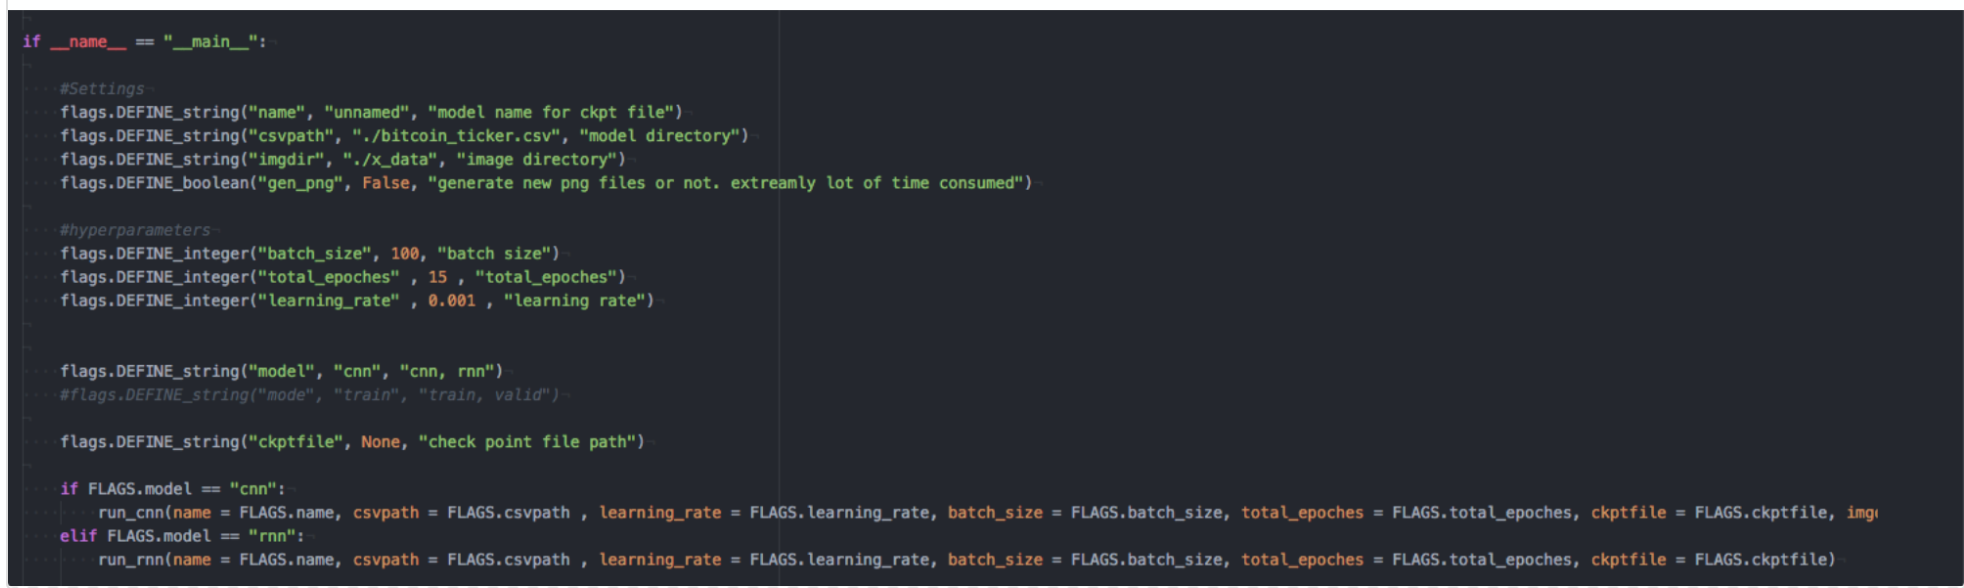 if __name__ == "__main__":
#Settings
flags.DEFINE_string("name", "unnamed", "model name for ckpt file")
flags.DEFINE_string("csvpath", "./bitcoin_ticker.csv", "model directory")
flags.DEFINE_string("imgdir", "./x_data", "image directory")
flags.DEFINE_boolean("gen_png", False, "generate new png files or not. extreamly lot of time consumed")
#hyperparameters
flags.DEFINE_integer("batch_size", 100, "batch size")
flags.DEFINE_integer("total_epoches" , 15 , "total_epoches")
flags.DEFINE_integer("learning_rate" , 0.001 , "learning rate")
flags.DEFINE_string("model", "cnn", "cnn, rnn")
#flags.DEFINE_string("mode", "train", "train, valid")
flags.DEFINE_string("ckptfile", None, "check point file path")
if FLAGS.model == "cnn":
run_cnn(name = FLAGS.name, csvpath = FLAGS.csvpath , learning_rate = FLAGS.learning_rate, batch_size = FLAGS.batch_size, total_epoches = FLAGS.total_epoches, ckptfile = FLAGS.ckptfile,
elif FLAGS.model == "rnn":
run_rnn(name = FLAGS.name, csvpath = FLAGS.csvpath , learning_rate = FLAGS.learning_rate, batch_size = FLAGS.batch_size, total_epoches = FLAGS.total_epoches, ckptfile = FLAGS.ckptfile)